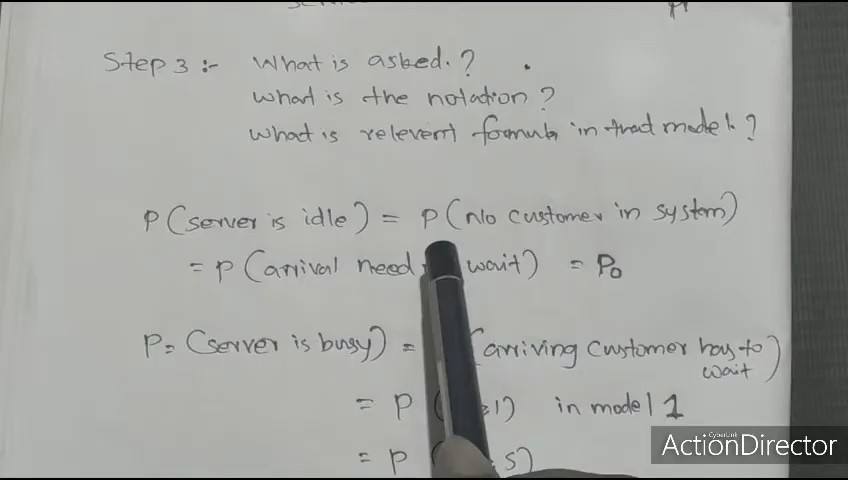 Step 3 :- What is asked. ?
What is the notation ?
What is relevent formula in that model. ?
P (server is idle) = P (no customer in system)
= P (arrival need wait) = P₀
P = (server is busy) = (arriving customer has to wait)
= P 1) in model 1
= P s)
CyberLink
ActionDirector